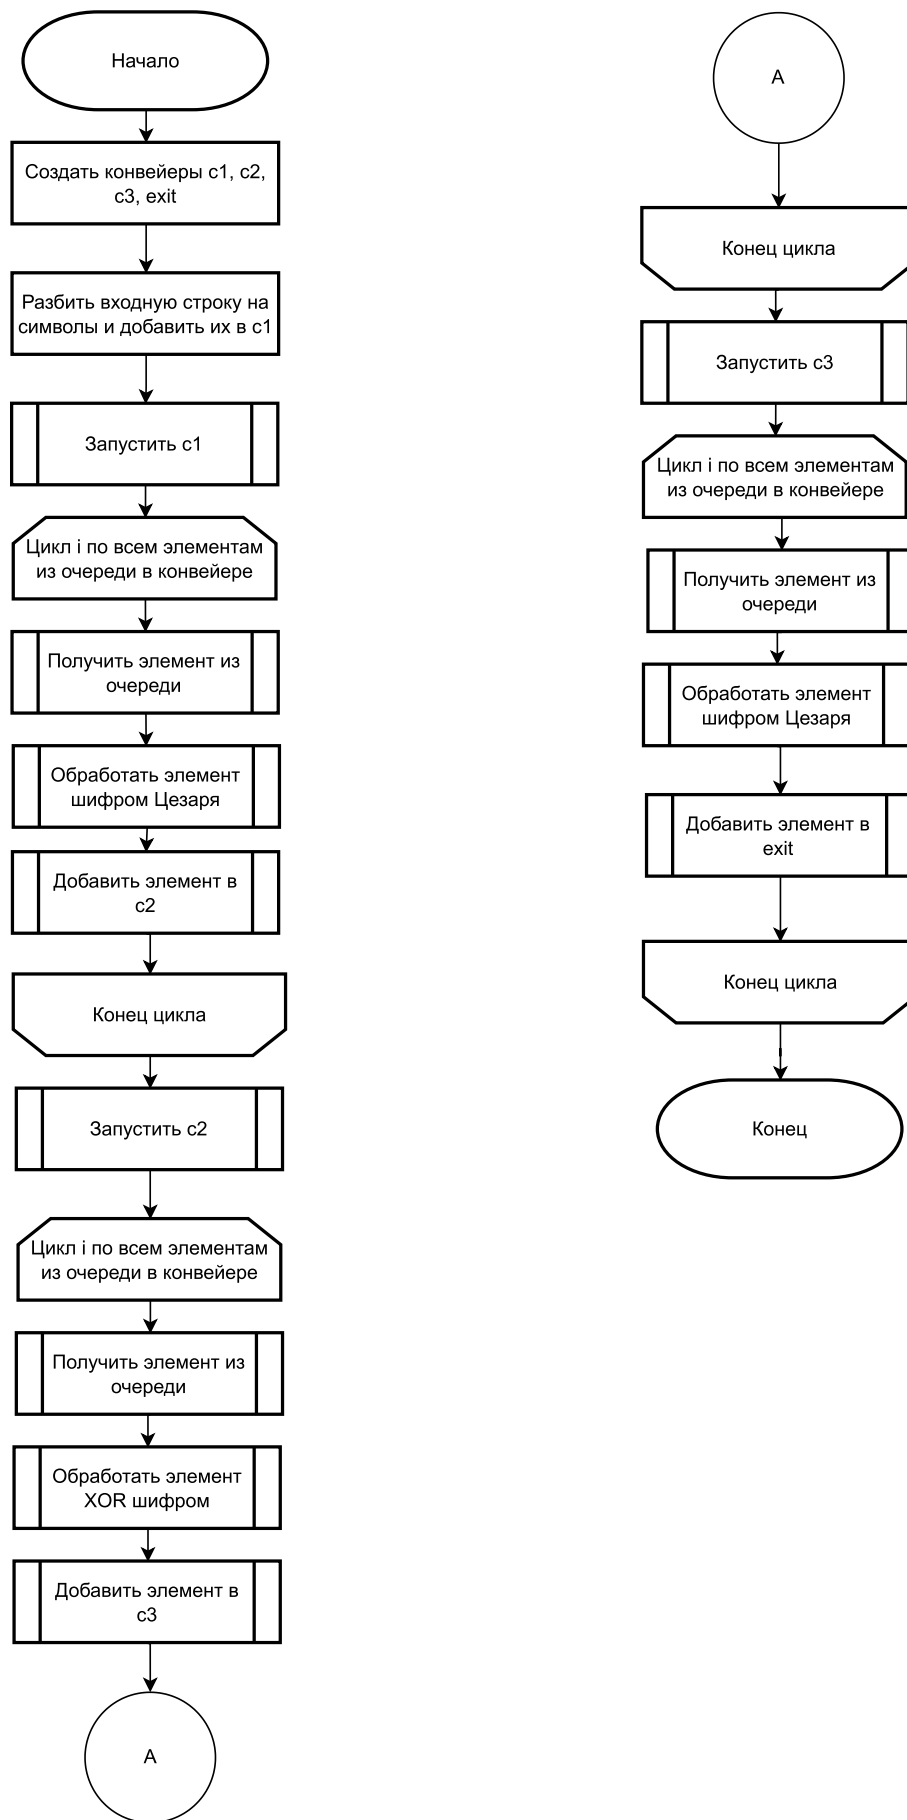 Начало
Создать конвейеры c1, c2,
c3, exit
Разбить входную строку на
символы и добавить их в c1
Запустить c1
Цикл i по всем элементам
из очереди в конвейере
Получить элемент из
очереди
Обработать элемент
шифром Цезаря
Добавить элемент в
c2
Конец цикла
Запустить c2
Цикл i по всем элементам
из очереди в конвейере
Получить элемент из
очереди
Обработать элемент
XOR шифром
Добавить элемент в
c3
A
A
Конец цикла
Запустить c3
Цикл i по всем элементам
из очереди в конвейере
Получить элемент из
очереди
Обработать элемент
шифром Цезаря
Добавить элемент в
exit
Конец цикла
Конец